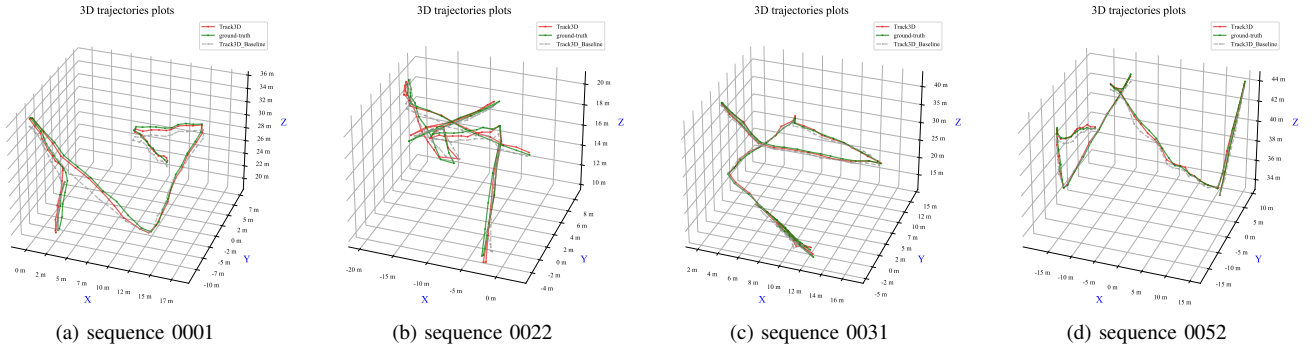 3D trajectories plots
Track3D
ground-truth
Track3D_Baseline
36 m
34 m
32 m
30 m
28 m
26 m
24 m
22 m
20 m
Z
7 m
5 m
2 m
0 m
-2 m
-5 m
-7 m
-10 m
Y
0 m
2 m
5 m
7 m
10 m
12 m
15 m
17 m
X
(a) sequence 0001
3D trajectories plots
Track3D
ground-truth
Track3D_Baseline
20 m
18 m
16 m
14 m
12 m
10 m
Z
8 m
6 m
4 m
2 m
0 m
-2 m
-4 m
Y
-20 m
-15 m
-10 m
-5 m
0 m
X
(b) sequence 0022
3D trajectories plots
Track3D
ground-truth
Track3D_Baseline
40 m
35 m
30 m
25 m
20 m
15 m
Z
15 m
12 m
10 m
7 m
5 m
2 m
0 m
-2 m
-5 m
Y
2 m
4 m
6 m
8 m
10 m
12 m
14 m
16 m
X
(c) sequence 0031
3D trajectories plots
Track3D
ground-truth
Track3D_Baseline
44 m
42 m
40 m
38 m
36 m
34 m
Z
10 m
5 m
0 m
-5 m
-10 m
-15 m
Y
-15 m
-10 m
-5 m
0 m
5 m
10 m
15 m
X
(d) sequence 0052